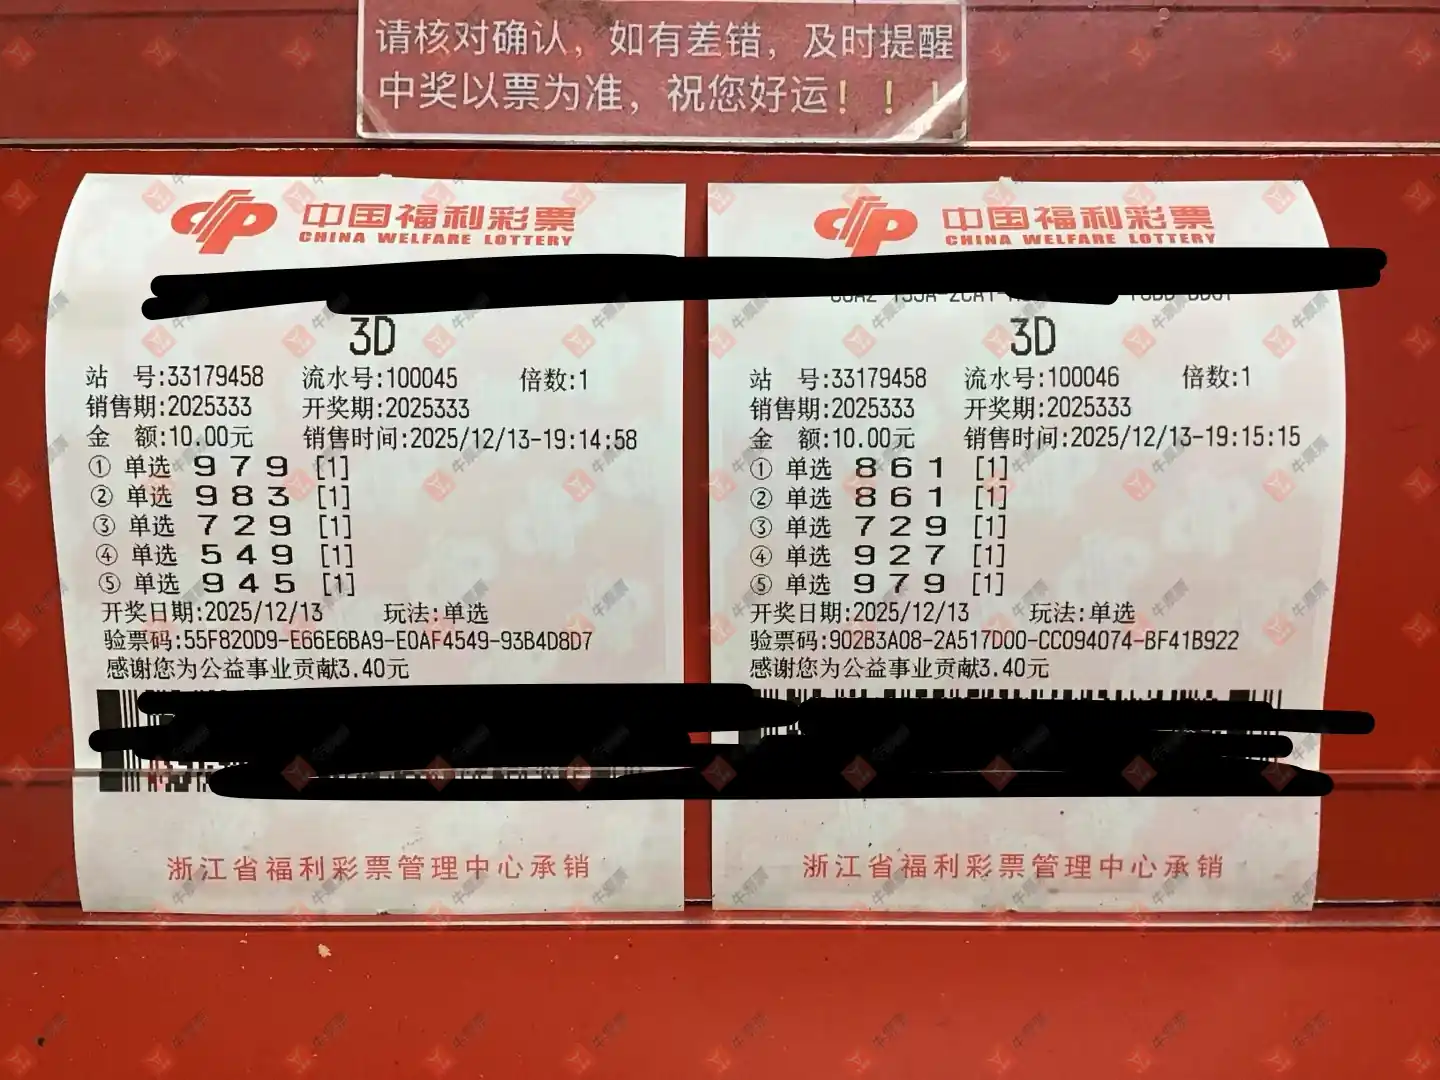 请核对确认，如有差错，及时提醒
中奖以票为准，祝您好运！！！
中国福利彩票
CHINA WELFARE LOTTERY
3D
站 号:33179458 流水号:100045 倍数:1
销售期:2025333 开奖期:2025333
金 额:10.00元 销售时间:2025/12/13-19:14:58
① 单选 9 7 9 [1]
② 单选 9 8 3 [1]
③ 单选 7 2 9 [1]
④ 单选 5 4 9 [1]
⑤ 单选 9 4 5 [1]
开奖日期:2025/12/13 玩法:单选
验票码:55F820D9-E66E6BA9-E0AF4549-93B4D8D7
感谢您为公益事业贡献3.40元
浙江省福利彩票管理中心承销
中国福利彩票
CHINA WELFARE LOTTERY
3D
站 号:33179458 流水号:100046 倍数:1
销售期:2025333 开奖期:2025333
金 额:10.00元 销售时间:2025/12/13-19:15:15
① 单选 8 6 1 [1]
② 单选 8 6 1 [1]
③ 单选 7 2 9 [1]
④ 单选 9 2 7 [1]
⑤ 单选 9 7 9 [1]
开奖日期:2025/12/13 玩法:单选
验票码:902B3A08-2A517D00-CC094074-BF41B922
感谢您为公益事业贡献3.40元
浙江省福利彩票管理中心承销